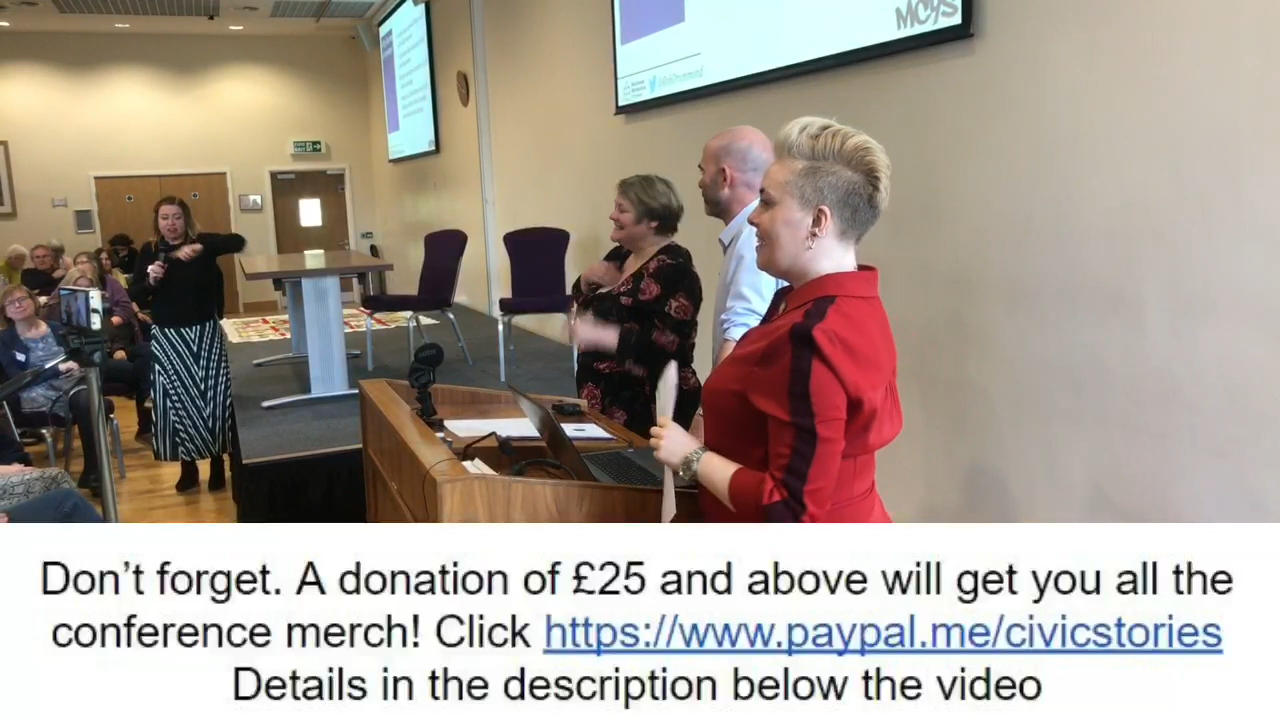 MCYS
@RobDrummond
Don't forget. A donation of £25 and above will get you all the
conference merch! Click https://www.paypal.me/civicstories
Details in the description below the video